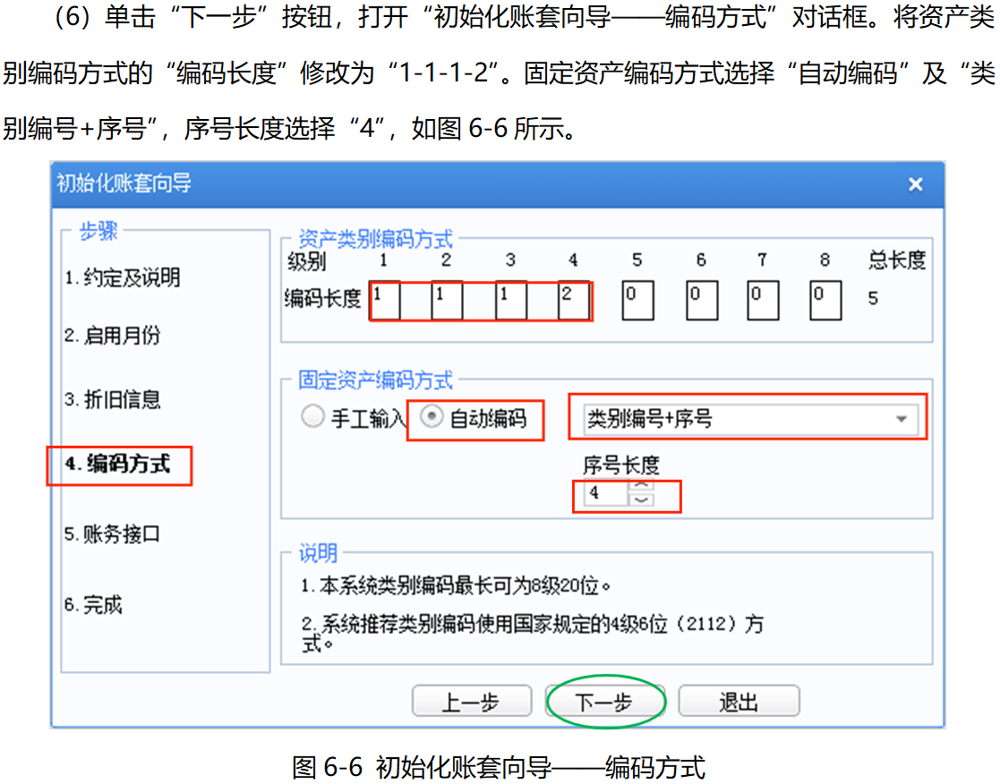 （6）单击“下一步”按钮，打开“初始化账套向导——编码方式”对话框。将资产类
别编码方式的“编码长度”修改为“1-1-1-2”。固定资产编码方式选择“自动编码”及“类
别编号+序号”，序号长度选择“4”，如图 6-6 所示。
初始化账套向导
步骤
1.约定及说明
2.启用月份
3.折旧信息
4.编码方式
5.账务接口
6.完成
资产类别编码方式
级别 1 2 3 4 5 6 7 8 总长度
编码长度 1 1 1 2 0 0 0 0 5
固定资产编码方式
手工输入 自动编码 类别编号+序号
序号长度
4
说明
1.本系统类别编码最长可为8级20位。
2.系统推荐类别编码使用国家规定的4级6位（2112）方
式。
上一步 下一步 退出
图 6-6 初始化账套向导——编码方式